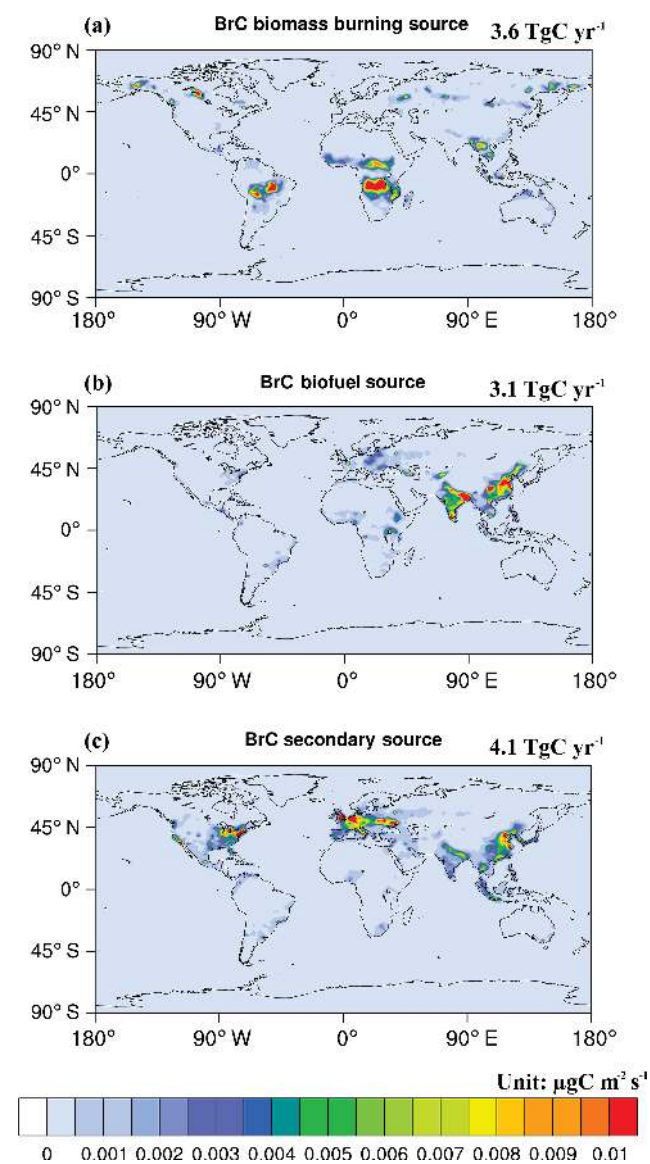 (a) BrC biomass burning source 3.6 TgC yr⁻¹
90° N
45° N
0°
45° S
90° S
180° 90° W 0° 90° E 180°
(b) BrC biofuel source 3.1 TgC yr⁻¹
90° N
45° N
0°
45° S
90° S
180° 90° W 0° 90° E 180°
(c) BrC secondary source 4.1 TgC yr⁻¹
90° N
45° N
0°
45° S
90° S
180° 90° W 0° 90° E 180°
Unit: μgC m⁻² s⁻¹
0 0.001 0.002 0.003 0.004 0.005 0.006 0.007 0.008 0.009 0.01